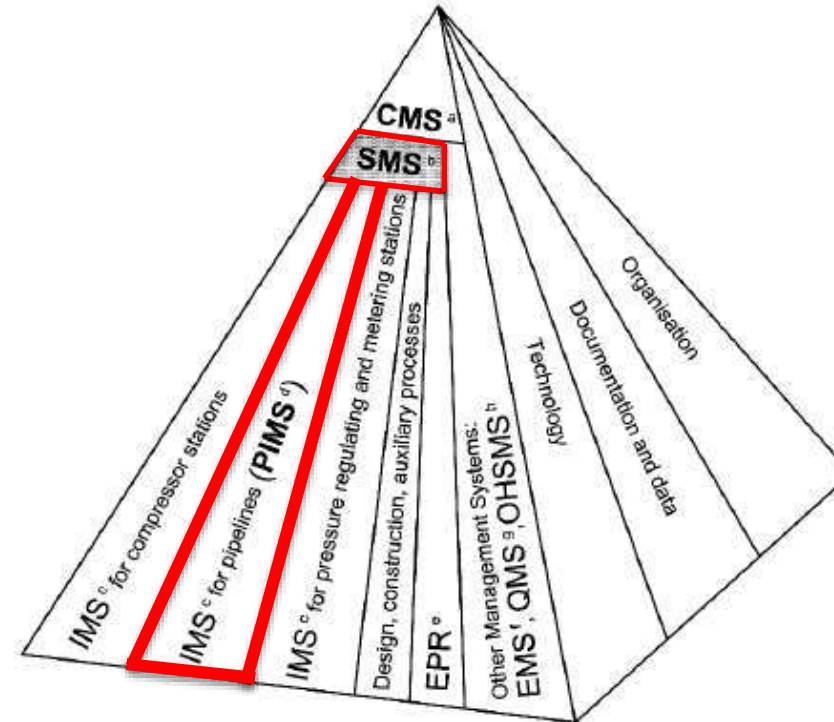 CMS a
SMS b
IMS c for compressor stations
IMS c for pipelines (PIMS d)
IMS c for pressure regulating and metering stations
Design, construction, auxiliary processes
EPR e
Other Management Systems:
EMS f, QMS g, OHSMS h
Technology
Documentation and data
Organisation